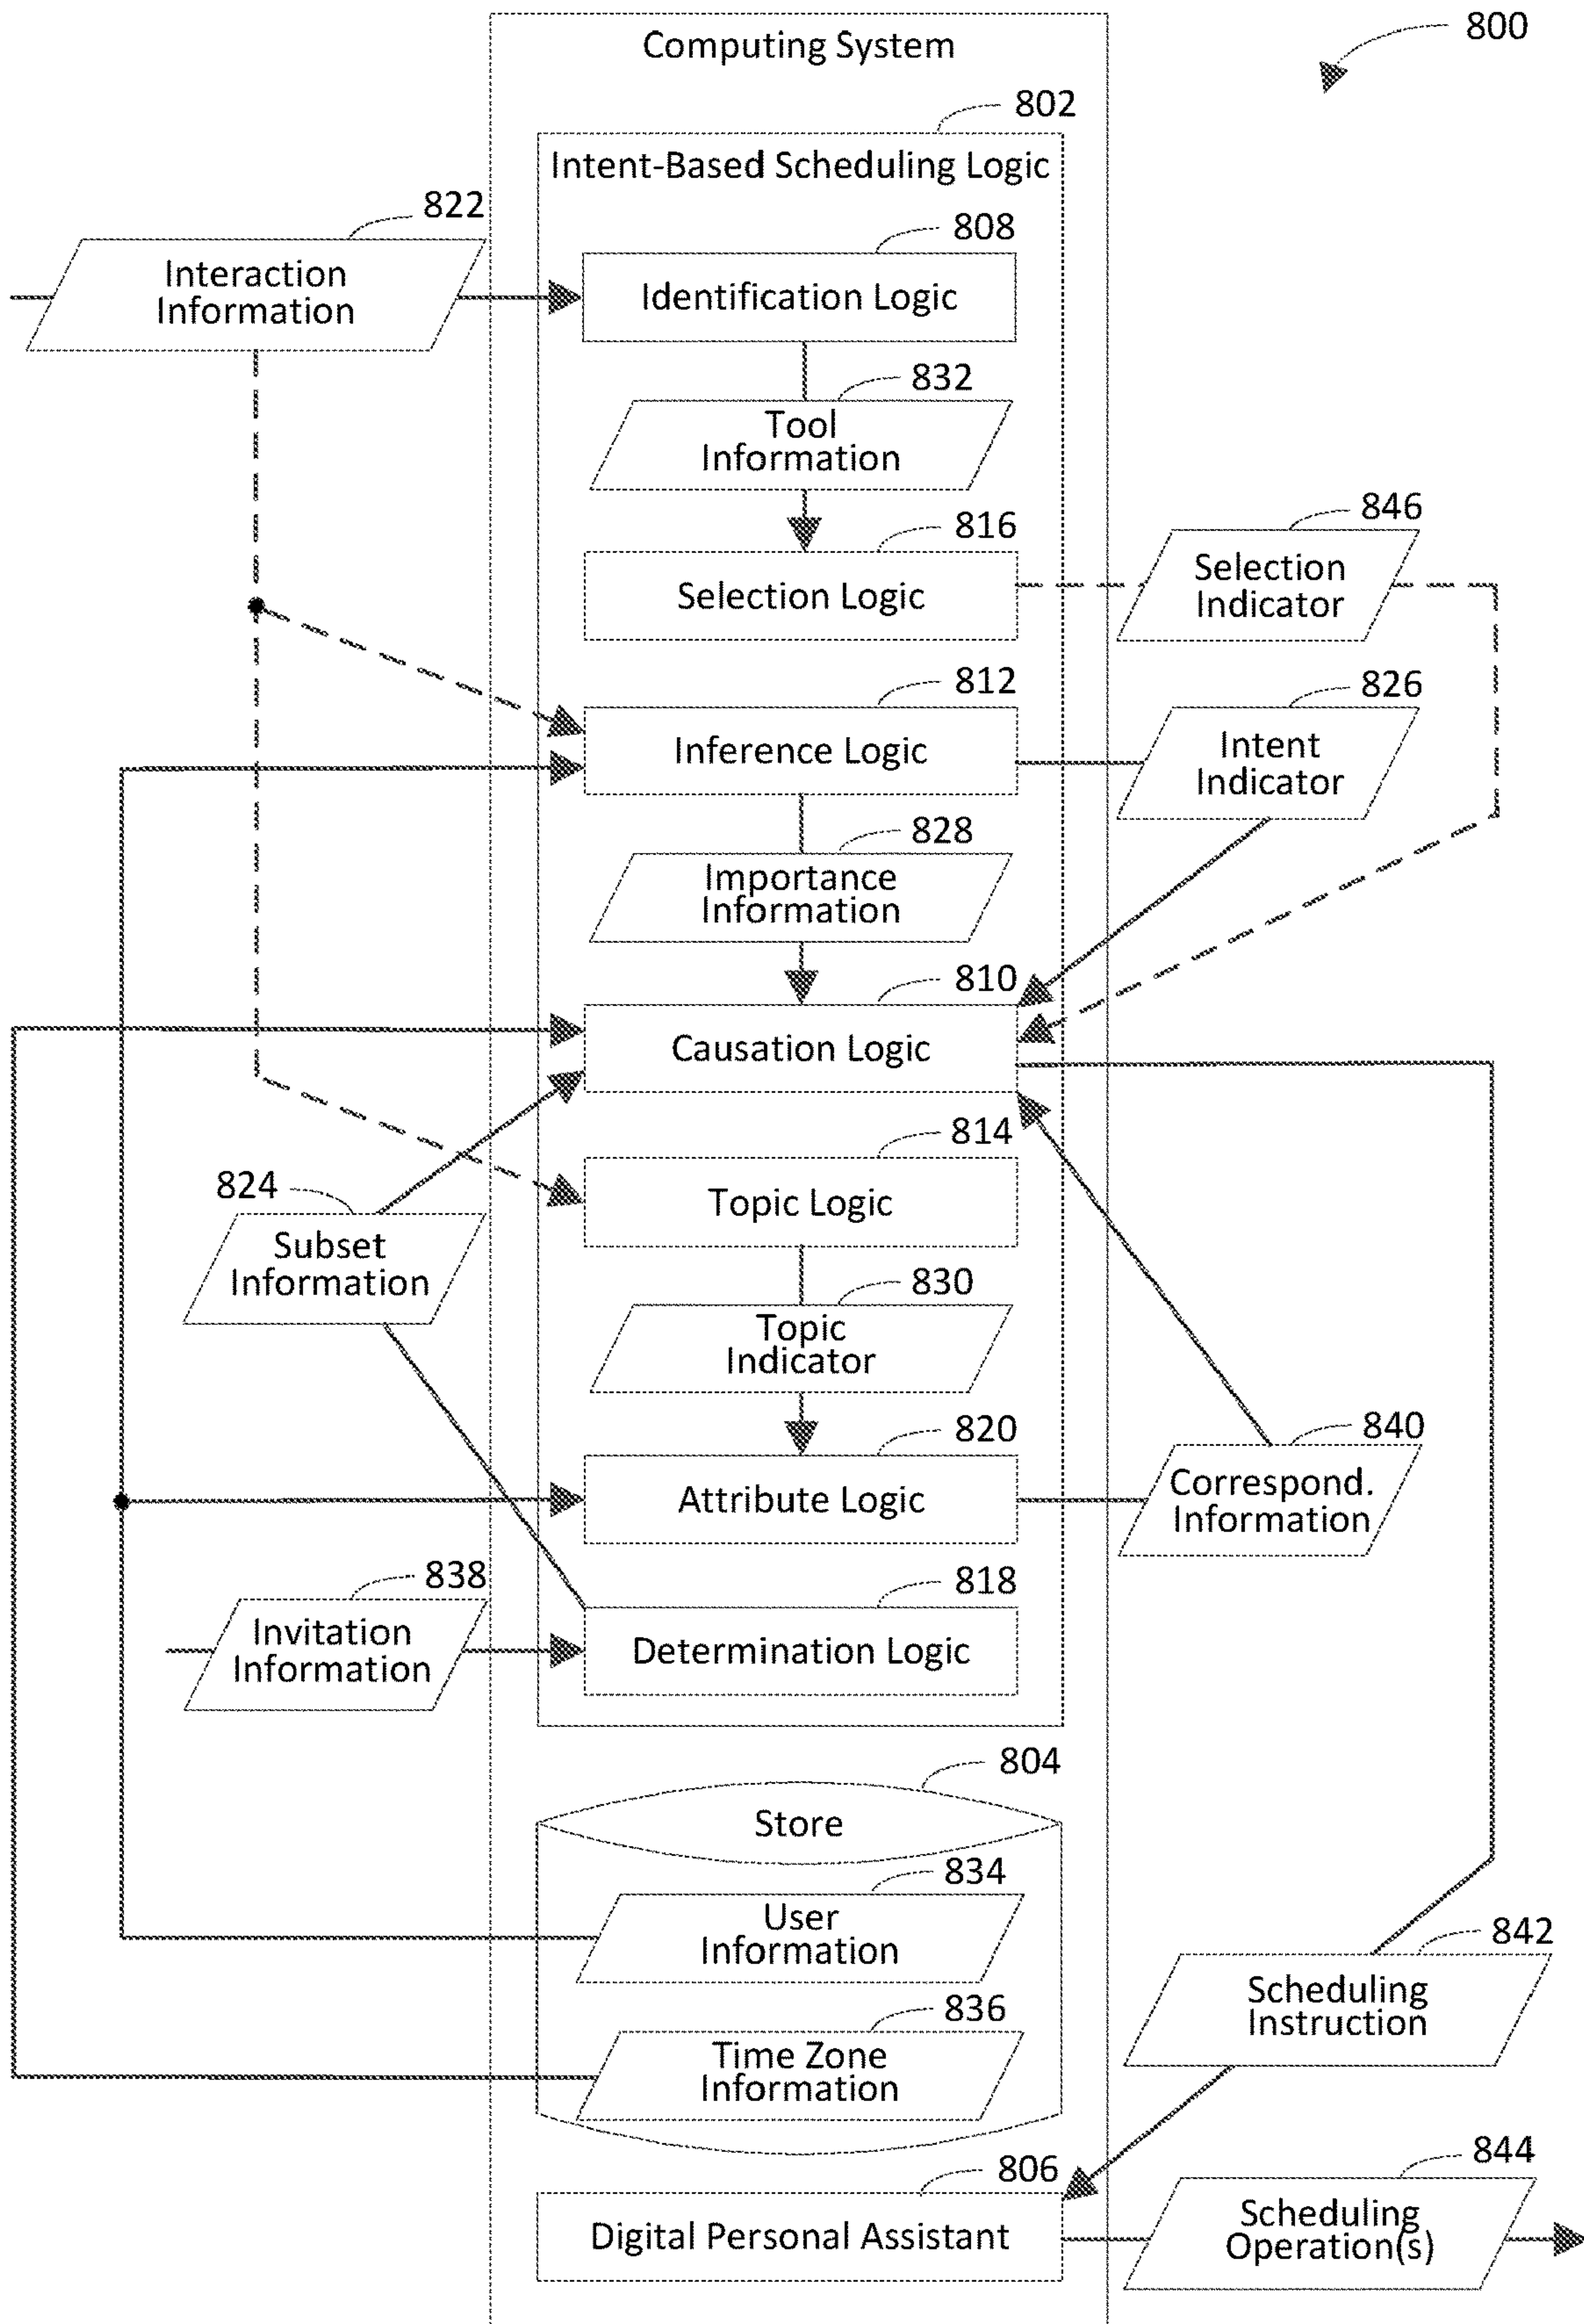 800
Computing System
802
Intent-Based Scheduling Logic
822
Interaction
Information
808
Identification Logic
832
Tool
Information
816
Selection Logic
846
Selection
Indicator
812
Inference Logic
826
Intent
Indicator
828
Importance
Information
810
Causation Logic
814
Topic Logic
824
Subset
Information
830
Topic
Indicator
820
Attribute Logic
840
Correspond.
Information
838
Invitation
Information
818
Determination Logic
804
Store
834
User
Information
836
Time Zone
Information
842
Scheduling
Instruction
806
Digital Personal Assistant
844
Scheduling
Operation(s)